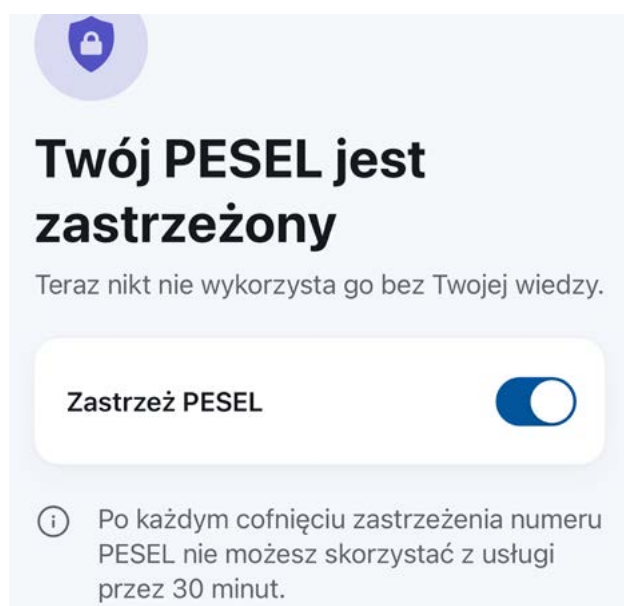 Twój PESEL jest
zastrzeżony
Teraz nikt nie wykorzysta go bez Twojej wiedzy.
Zastrzeż PESEL
Po każdym cofnięciu zastrzeżenia numeru
PESEL nie możesz skorzystać z usługi
przez 30 minut.